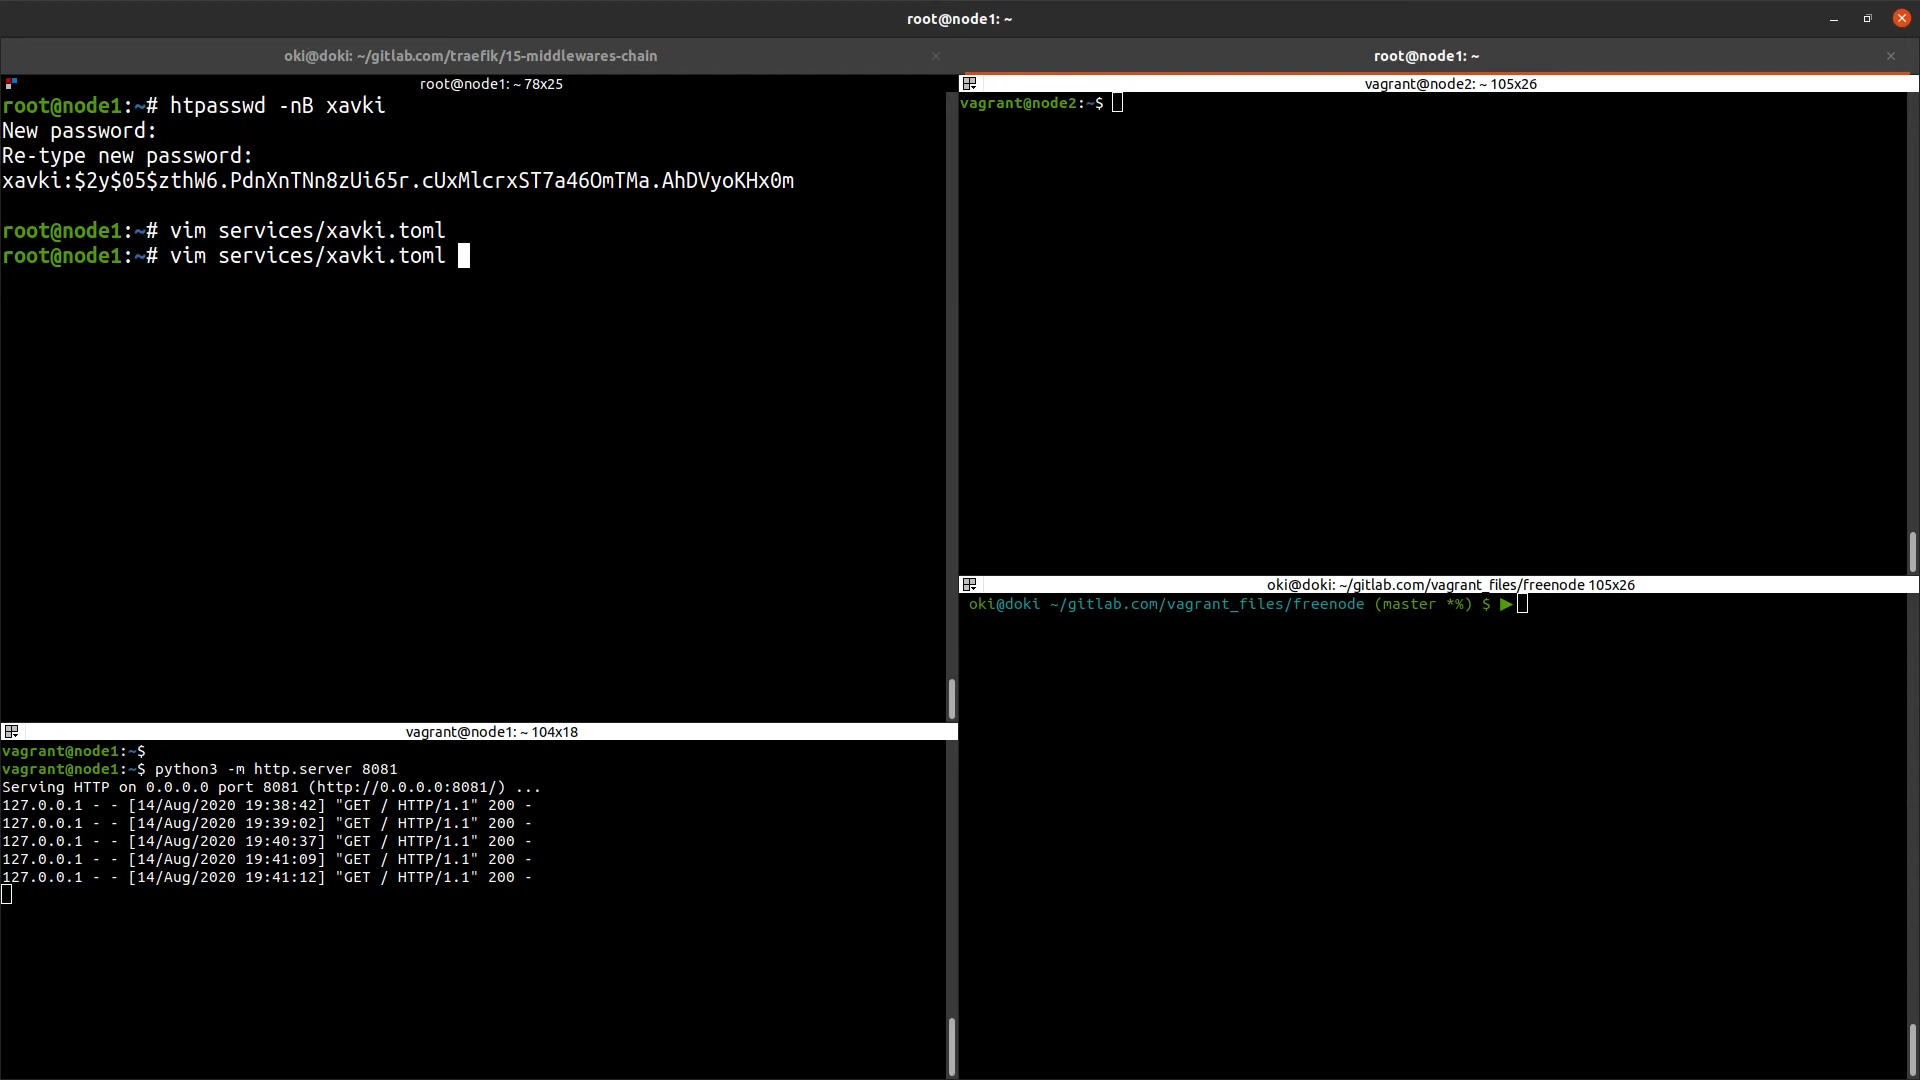 root@node1: ~
oki@doki: ~/gitlab.com/traefik/15-middlewares-chain
root@node1: ~
root@node1: ~ 78x25
root@node1:~# htpasswd -nB xavki
New password:
Re-type new password:
xavki:$2y$05$zthW6.PdnXnTNn8zUi65r.cUxMlcrxST7a46OmTMa.AhDVyoKHx0m
root@node1:~# vim services/xavki.toml
root@node1:~# vim services/xavki.toml
vagrant@node1: ~ 104x18
vagrant@node1:~$
vagrant@node1:~$ python3 -m http.server 8081
Serving HTTP on 0.0.0.0 port 8081 (http://0.0.0.0:8081/) ...
127.0.0.1 - - [14/Aug/2020 19:38:42] "GET / HTTP/1.1" 200 -
127.0.0.1 - - [14/Aug/2020 19:39:02] "GET / HTTP/1.1" 200 -
127.0.0.1 - - [14/Aug/2020 19:40:37] "GET / HTTP/1.1" 200 -
127.0.0.1 - - [14/Aug/2020 19:41:09] "GET / HTTP/1.1" 200 -
127.0.0.1 - - [14/Aug/2020 19:41:12] "GET / HTTP/1.1" 200 -
vagrant@node2: ~ 105x26
vagrant@node2:~$
oki@doki: ~/gitlab.com/vagrant_files/freenode 105x26
oki@doki ~/gitlab.com/vagrant_files/freenode (master *%) $ ▶